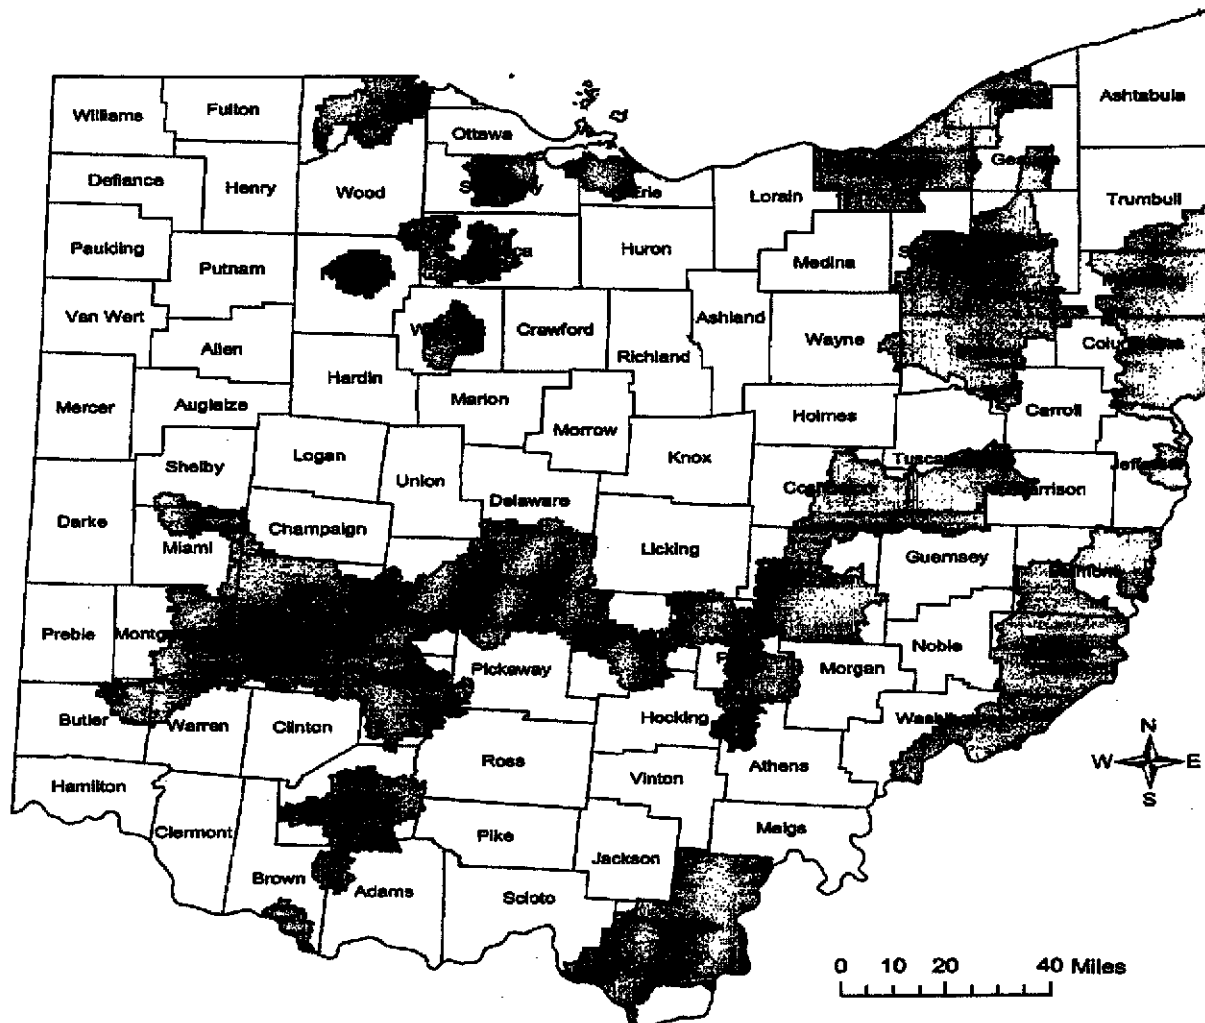 Ashtabula
Williams
Fulton
Ottawa
Defiance
Henry
Wood
Erie
Lorain
Trumbull
Paulding
Putnam
Huron
Medina
Van Wert
Allen
Crawford
Ashland
Richland
Wayne
Hardin
Mercer
Auglaize
Marion
Morrow
Holmes
Carroll
Shelby
Logan
Union
Knox
Darke
Miami
Champaign
Delaware
Licking
Guernsey
Preble
Pickaway
Morgan
Noble
Butler
Warren
Clinton
Hocking
Ross
Vinton
Athens
N
W
E
S
Hamilton
Clermont
Pike
Jackson
Meigs
Brown
Adams
Scioto
0 10 20 40 Miles